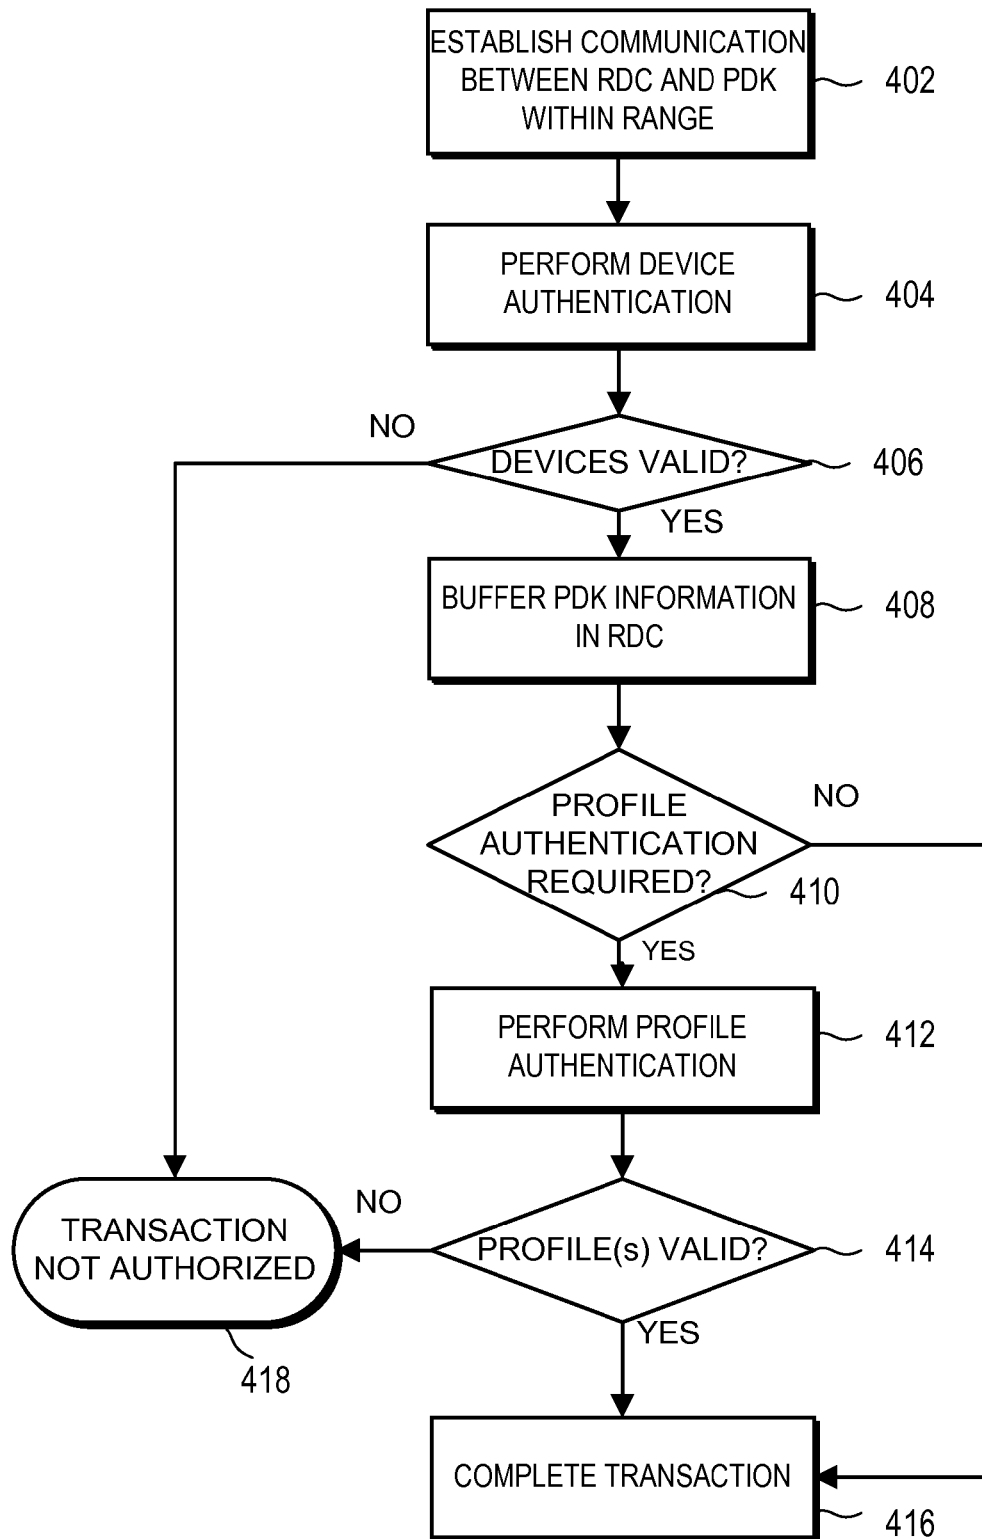 ESTABLISH COMMUNICATION
BETWEEN RDC AND PDK
WITHIN RANGE
402
PERFORM DEVICE
AUTHENTICATION
404
NO
DEVICES VALID?
406
YES
BUFFER PDK INFORMATION
IN RDC
408
PROFILE
AUTHENTICATION
REQUIRED?
NO
410
YES
PERFORM PROFILE
AUTHENTICATION
412
TRANSACTION
NOT AUTHORIZED
NO
PROFILE(s) VALID?
414
YES
418
COMPLETE TRANSACTION
416